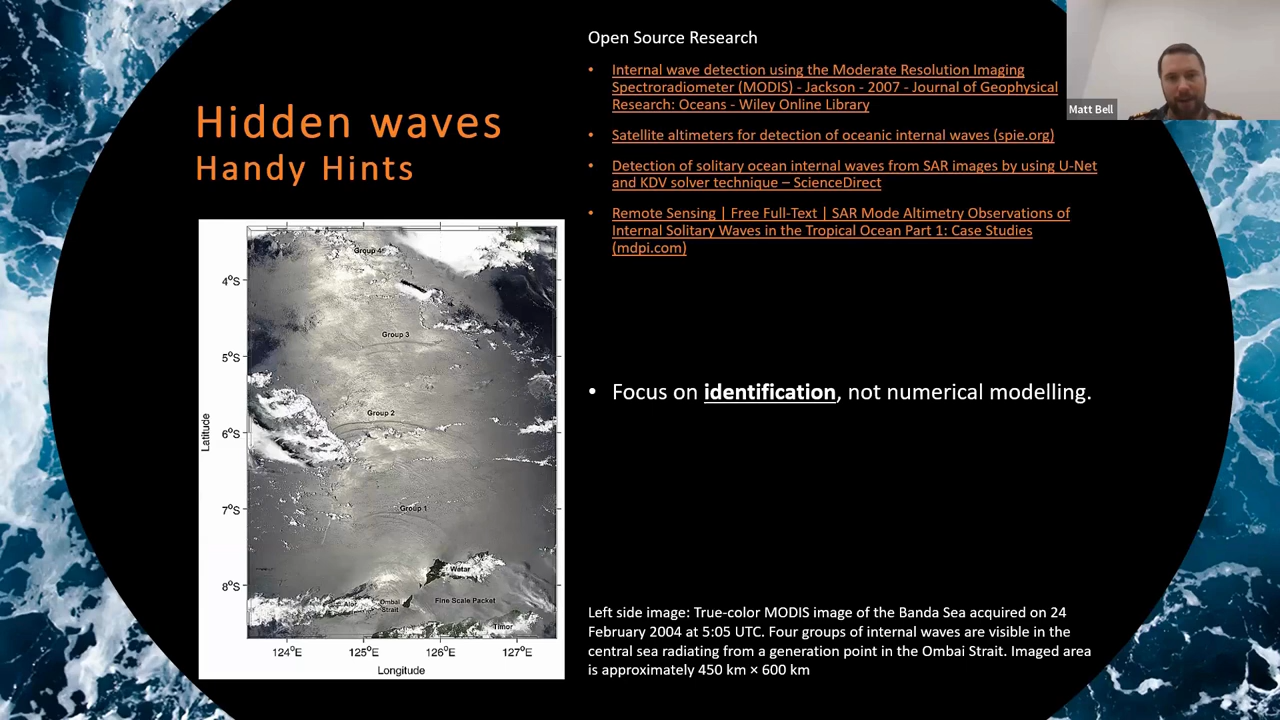 Hidden waves
Handy Hints
Open Source Research
• Internal wave detection using the Moderate Resolution Imaging
Spectroradiometer (MODIS) - Jackson - 2007 - Journal of Geophysical
Research: Oceans - Wiley Online Library
• Satellite altimeters for detection of oceanic internal waves (spie.org)
• Detection of solitary ocean internal waves from SAR images by using U-Net
and KDV solver technique – ScienceDirect
• Remote Sensing | Free Full-Text | SAR Mode Altimetry Observations of
Internal Solitary Waves in the Tropical Ocean Part 1: Case Studies
(mdpi.com)
Matt Bell
• Focus on identification, not numerical modelling.
Group 4
4°S
Group 3
5°S
Group 2
6°S
Latitude
Group 1
7°S
Wetar
8°S
Ombai
Strait
Fine Scale Packet
Timor
124°E
125°E
126°E
127°E
Longitude
Left side image: True-color MODIS image of the Banda Sea acquired on 24
February 2004 at 5:05 UTC. Four groups of internal waves are visible in the
central sea radiating from a generation point in the Ombai Strait. Imaged area
is approximately 450 km × 600 km